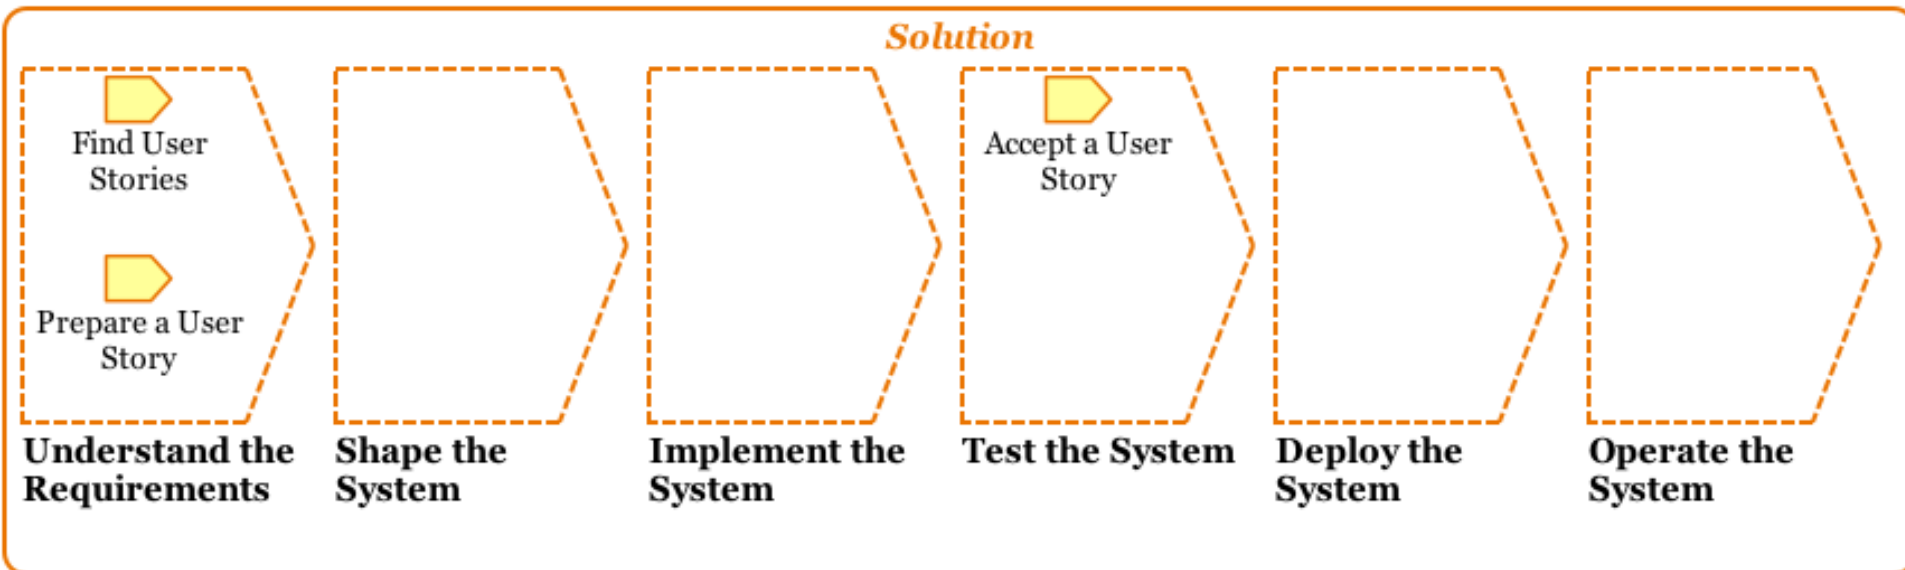 Solution
Find User
Stories
Prepare a User
Story
Accept a User
Story
Understand the
Requirements
Shape the
System
Implement the
System
Test the System
Deploy the
System
Operate the
System